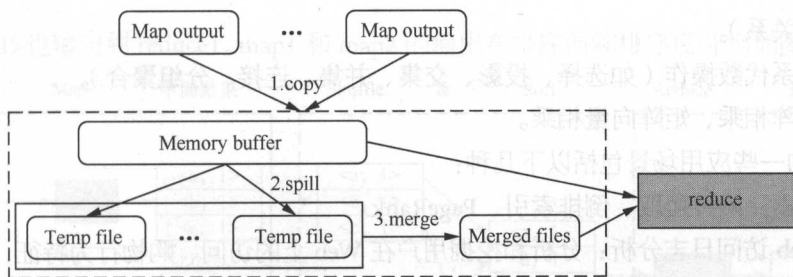 Map output
...
Map output
1.copy
Memory buffer
2.spill
Temp file
...
Temp file
3.merge
Merged files
reduce